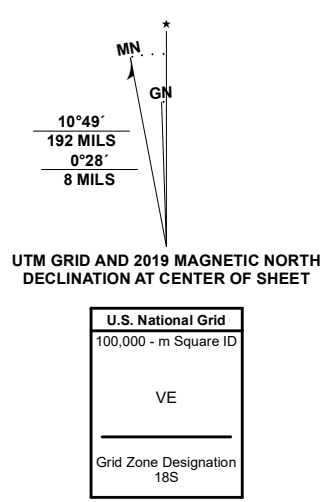 ★
MN
GN
10°49´
192 MILS
0°28´
8 MILS
UTM GRID AND 2019 MAGNETIC NORTH
DECLINATION AT CENTER OF SHEET
U.S. National Grid
100,000 - m Square ID
VE
Grid Zone Designation
18S